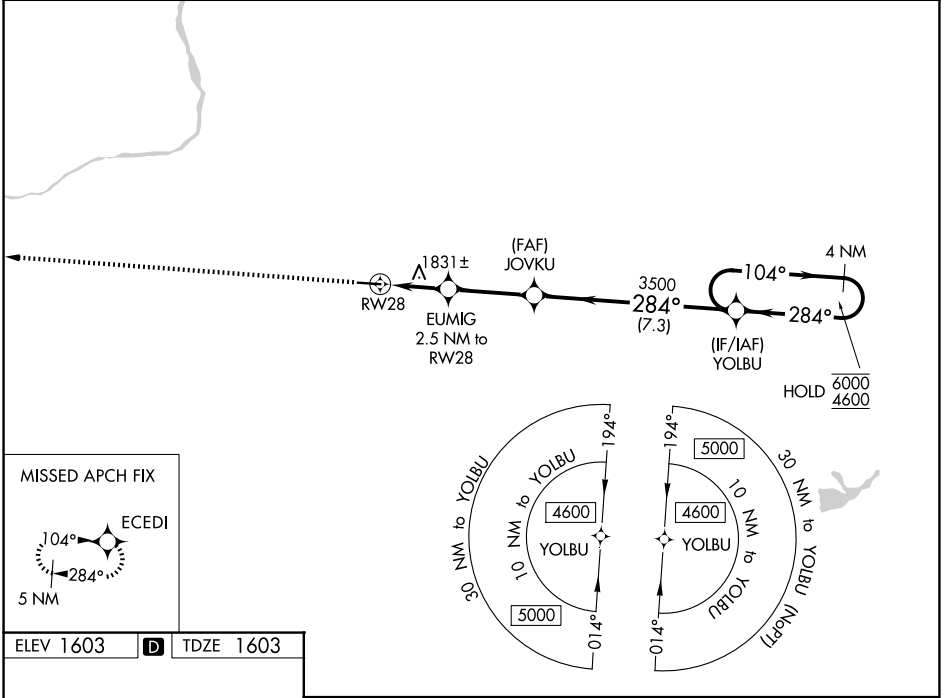 (FAF)
JOVKU
1831±
RW28
EUMIG
2.5 NM to
RW28
3500
284°
(7.3)
104°
4 NM
284°
(IF/IAF)
YOLBU
HOLD 6000
4600
MISSED APCH FIX
ECEDI
104°
284°
5 NM
30 NM to YOLBU
10 NM to YOLBU
194°
4600
YOLBU
5000
014°
194°
5000
30 NM to YOLBU (NoPT)
10 NM to YOLBU
4600
YOLBU
014°
ELEV 1603 D TDZE 1603